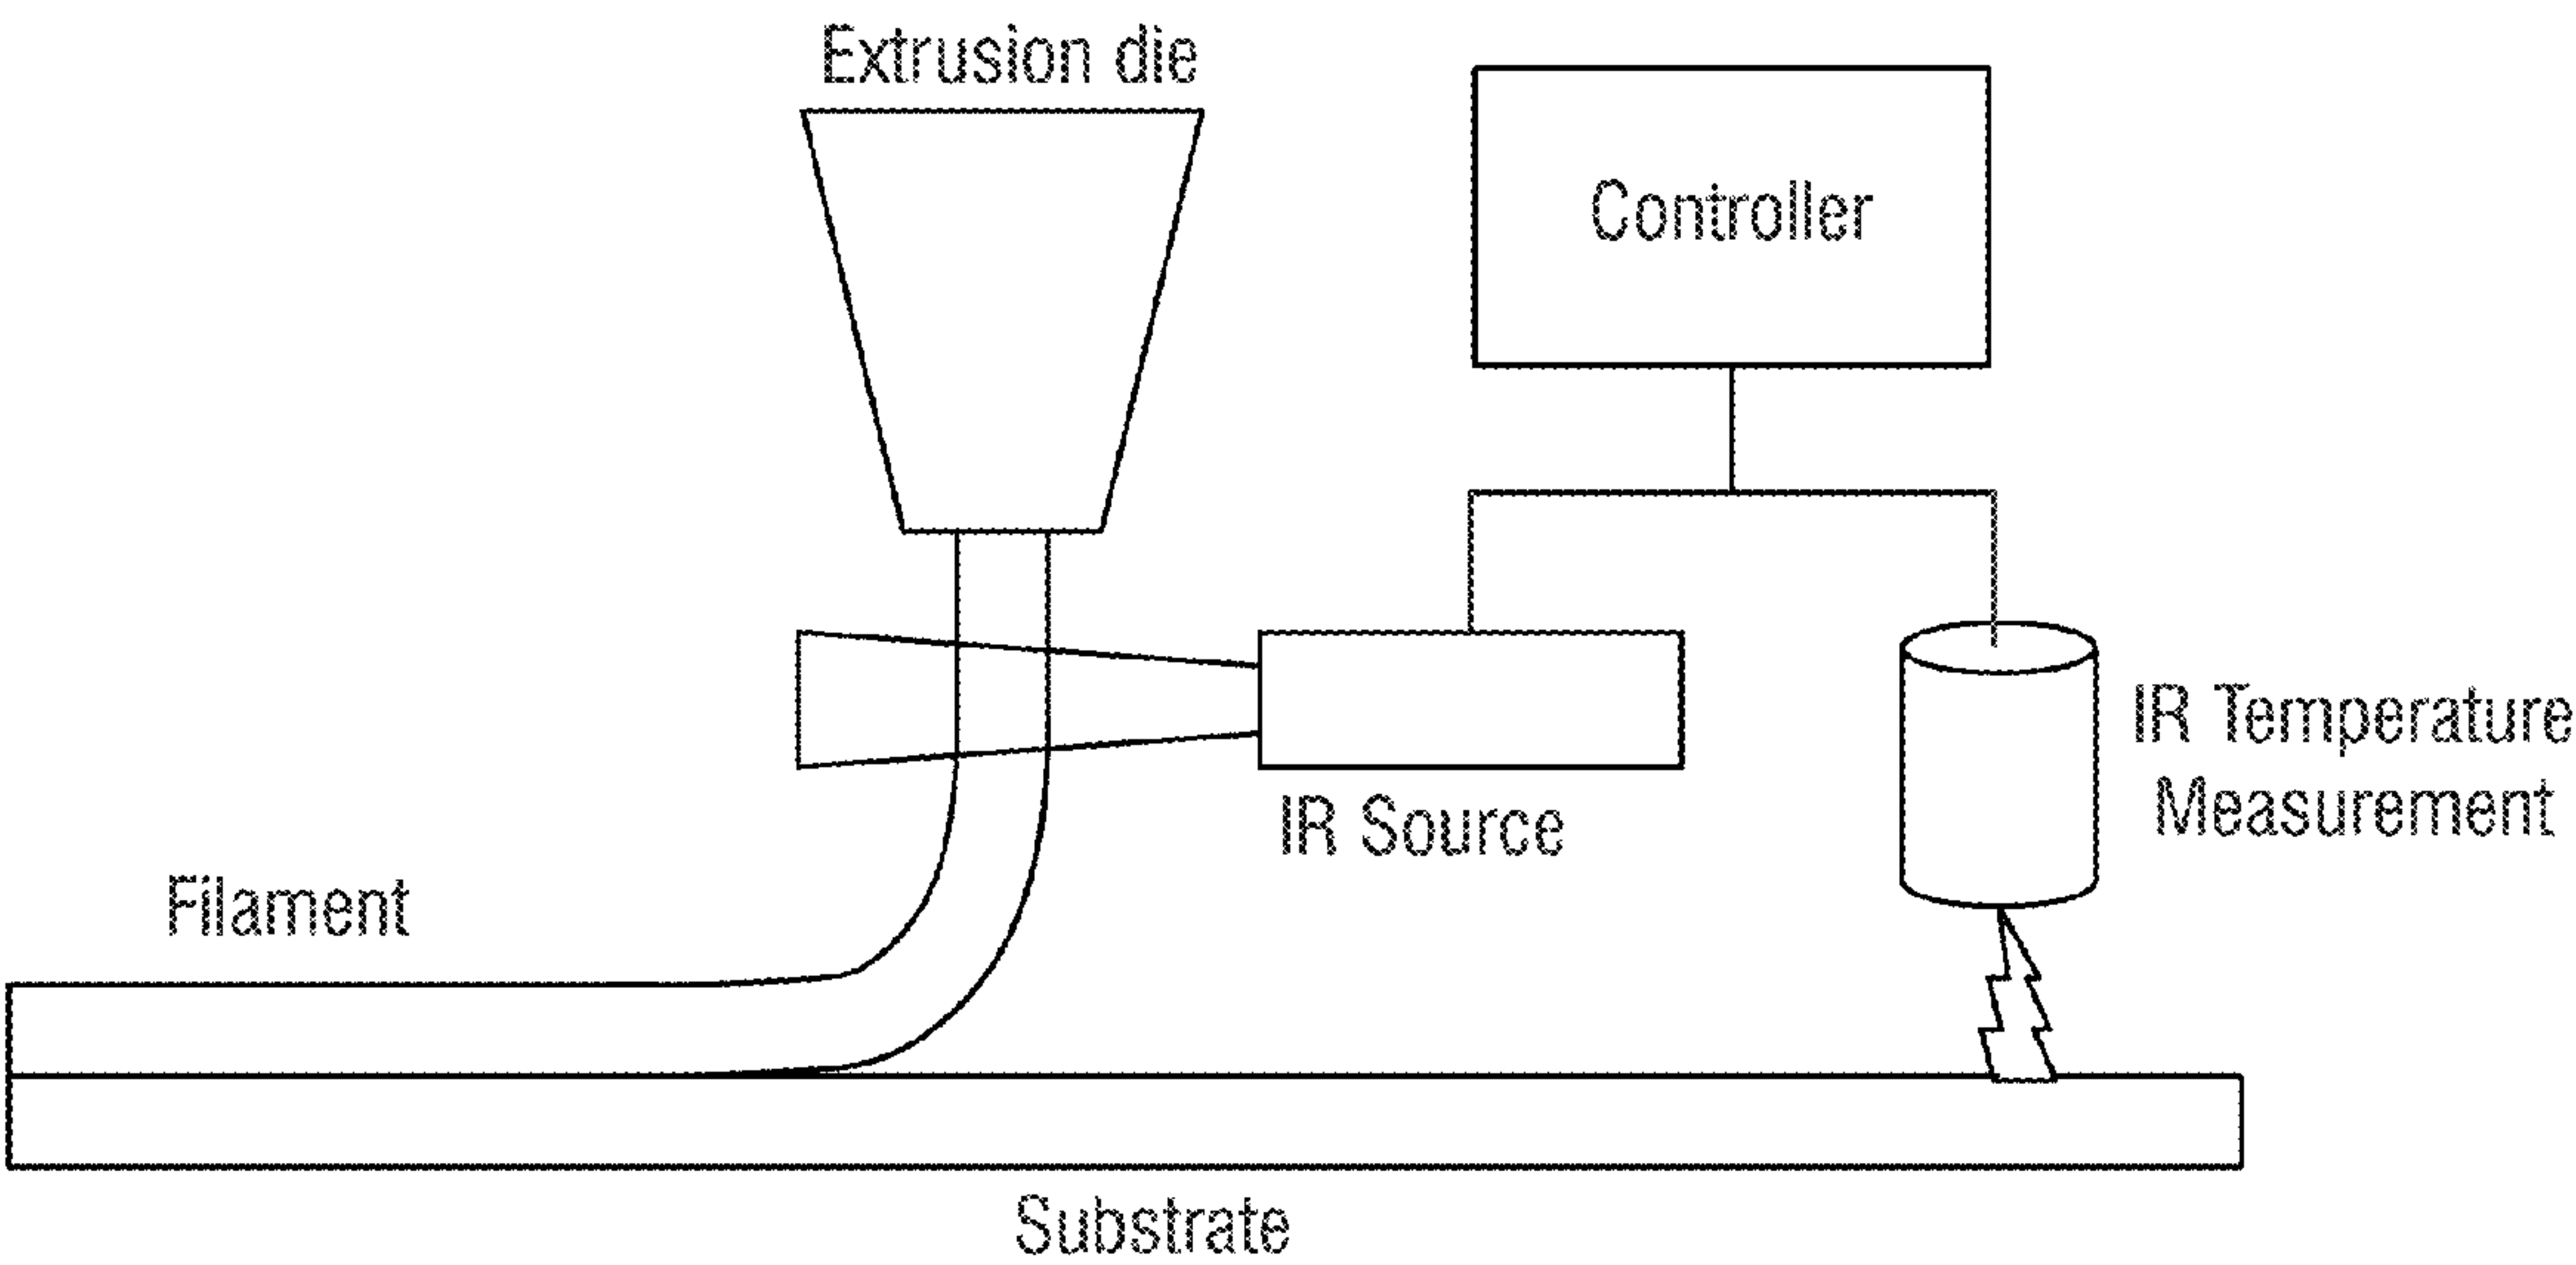 Extrusion die
Controller
IR Temperature
Measurement
IR Source
Filament
Substrate